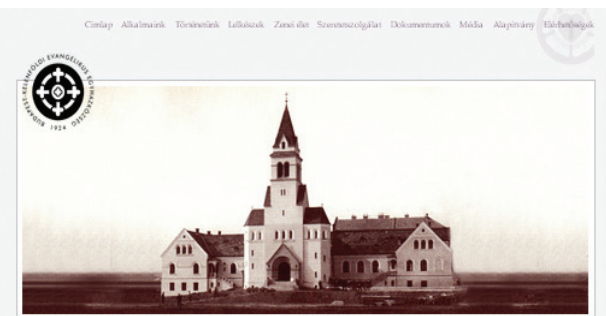 Címlap Alkalmaink Történetünk Lelkészek Zenei élet Szeretetszolgálat Dokumentumok Média Alapítvány Elérhetőségek
BUDAPEST-KELENFÖLDI EVANGÉLIKUS EGYHÁZKÖZSÉG
1924